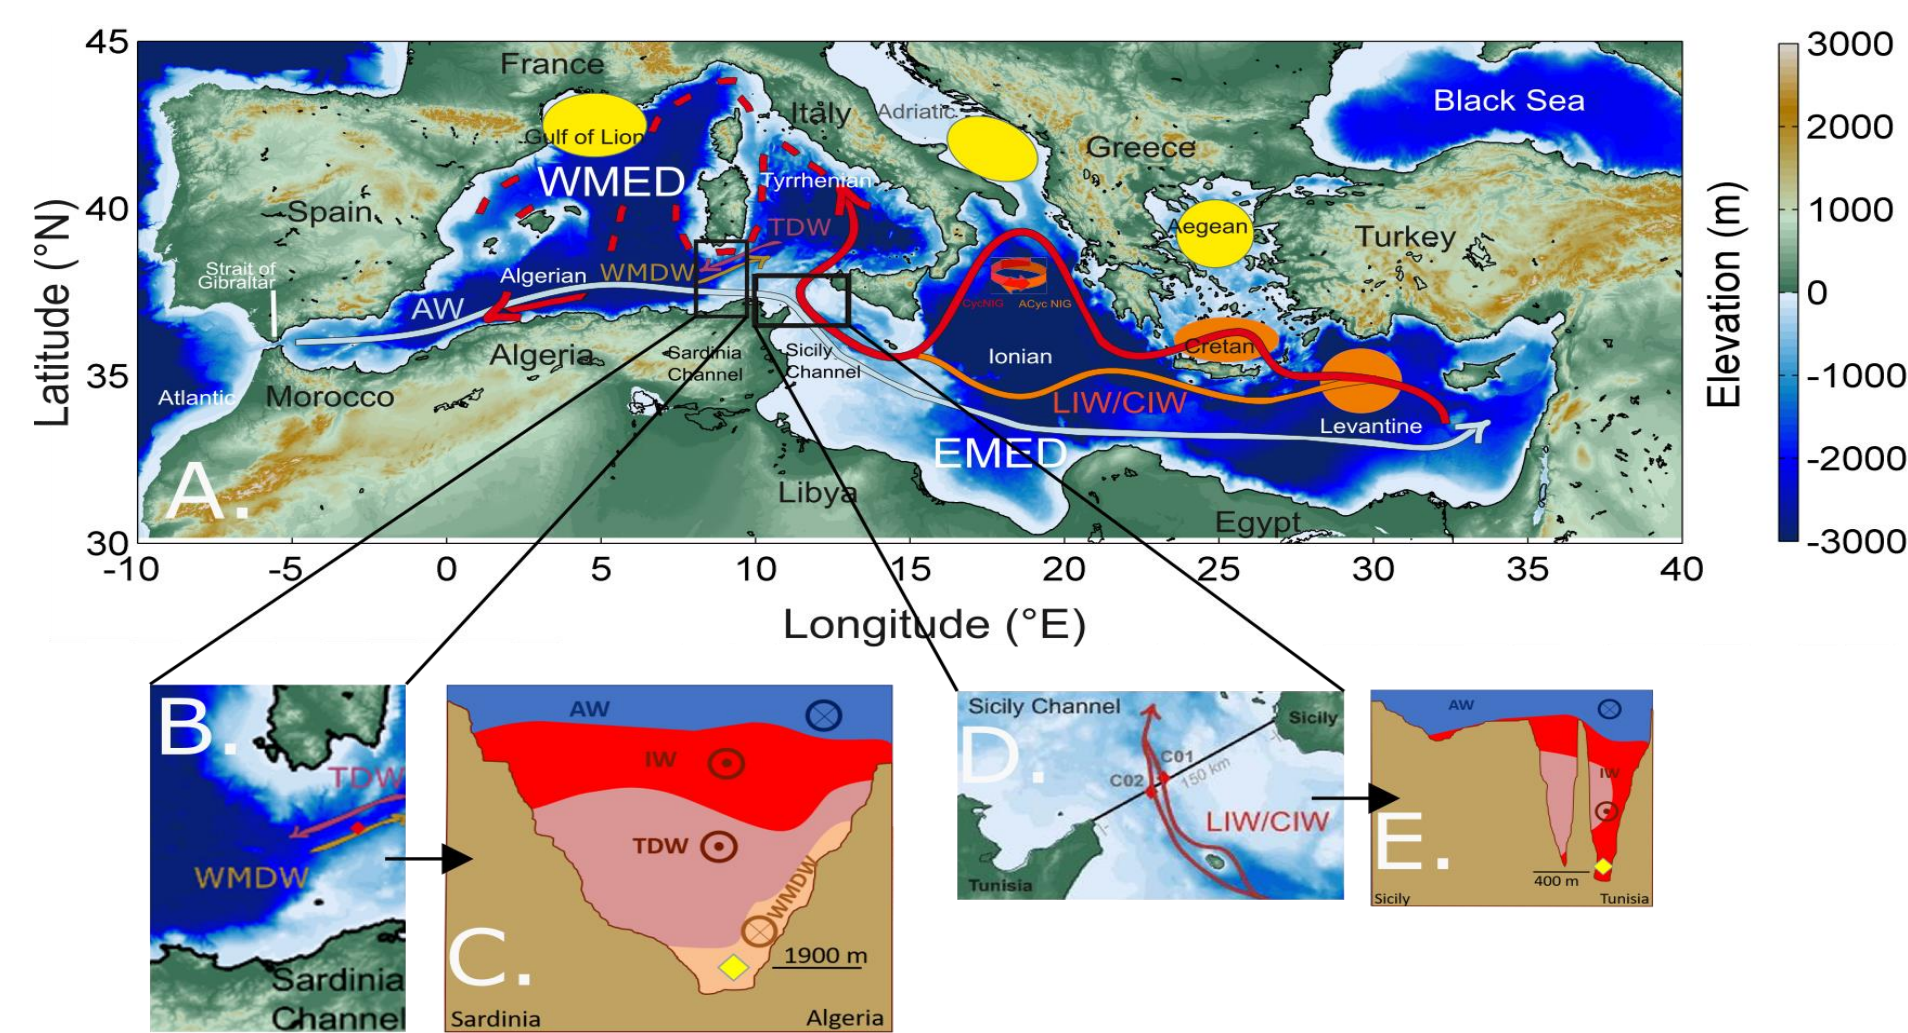 45
40
35
30
Latitude (°N)
-10
-5
0
5
10
15
20
25
30
35
40
Longitude (°E)
3000
2000
1000
0
-1000
-2000
-3000
Elevation (m)
France
Gulf of Lion
WMED
Spain
Italy
Adriatic
Tyrrhenian
TDW
WMDW
Algerian
Strait of
Gibraltar
AW
Algeria
Morocco
Atlantic
A.
Sardinia
Channel
Sicily
Channel
Greece
Aegean
Turkey
Black Sea
CycNIG
ACyc NIG
Ionian
Cretan
LIW/CIW
Levantine
EMED
Libya
Egypt
B.
TDW
WMDW
Sardinia
Channel
C.
AW
IW
TDW
WMDW
1900 m
Sardinia
Algeria
D.
Sicily Channel
Sicily
C01
C02
150 km
LIW/CIW
Tunisia
E.
AW
IW
400 m
Sicily
Tunisia